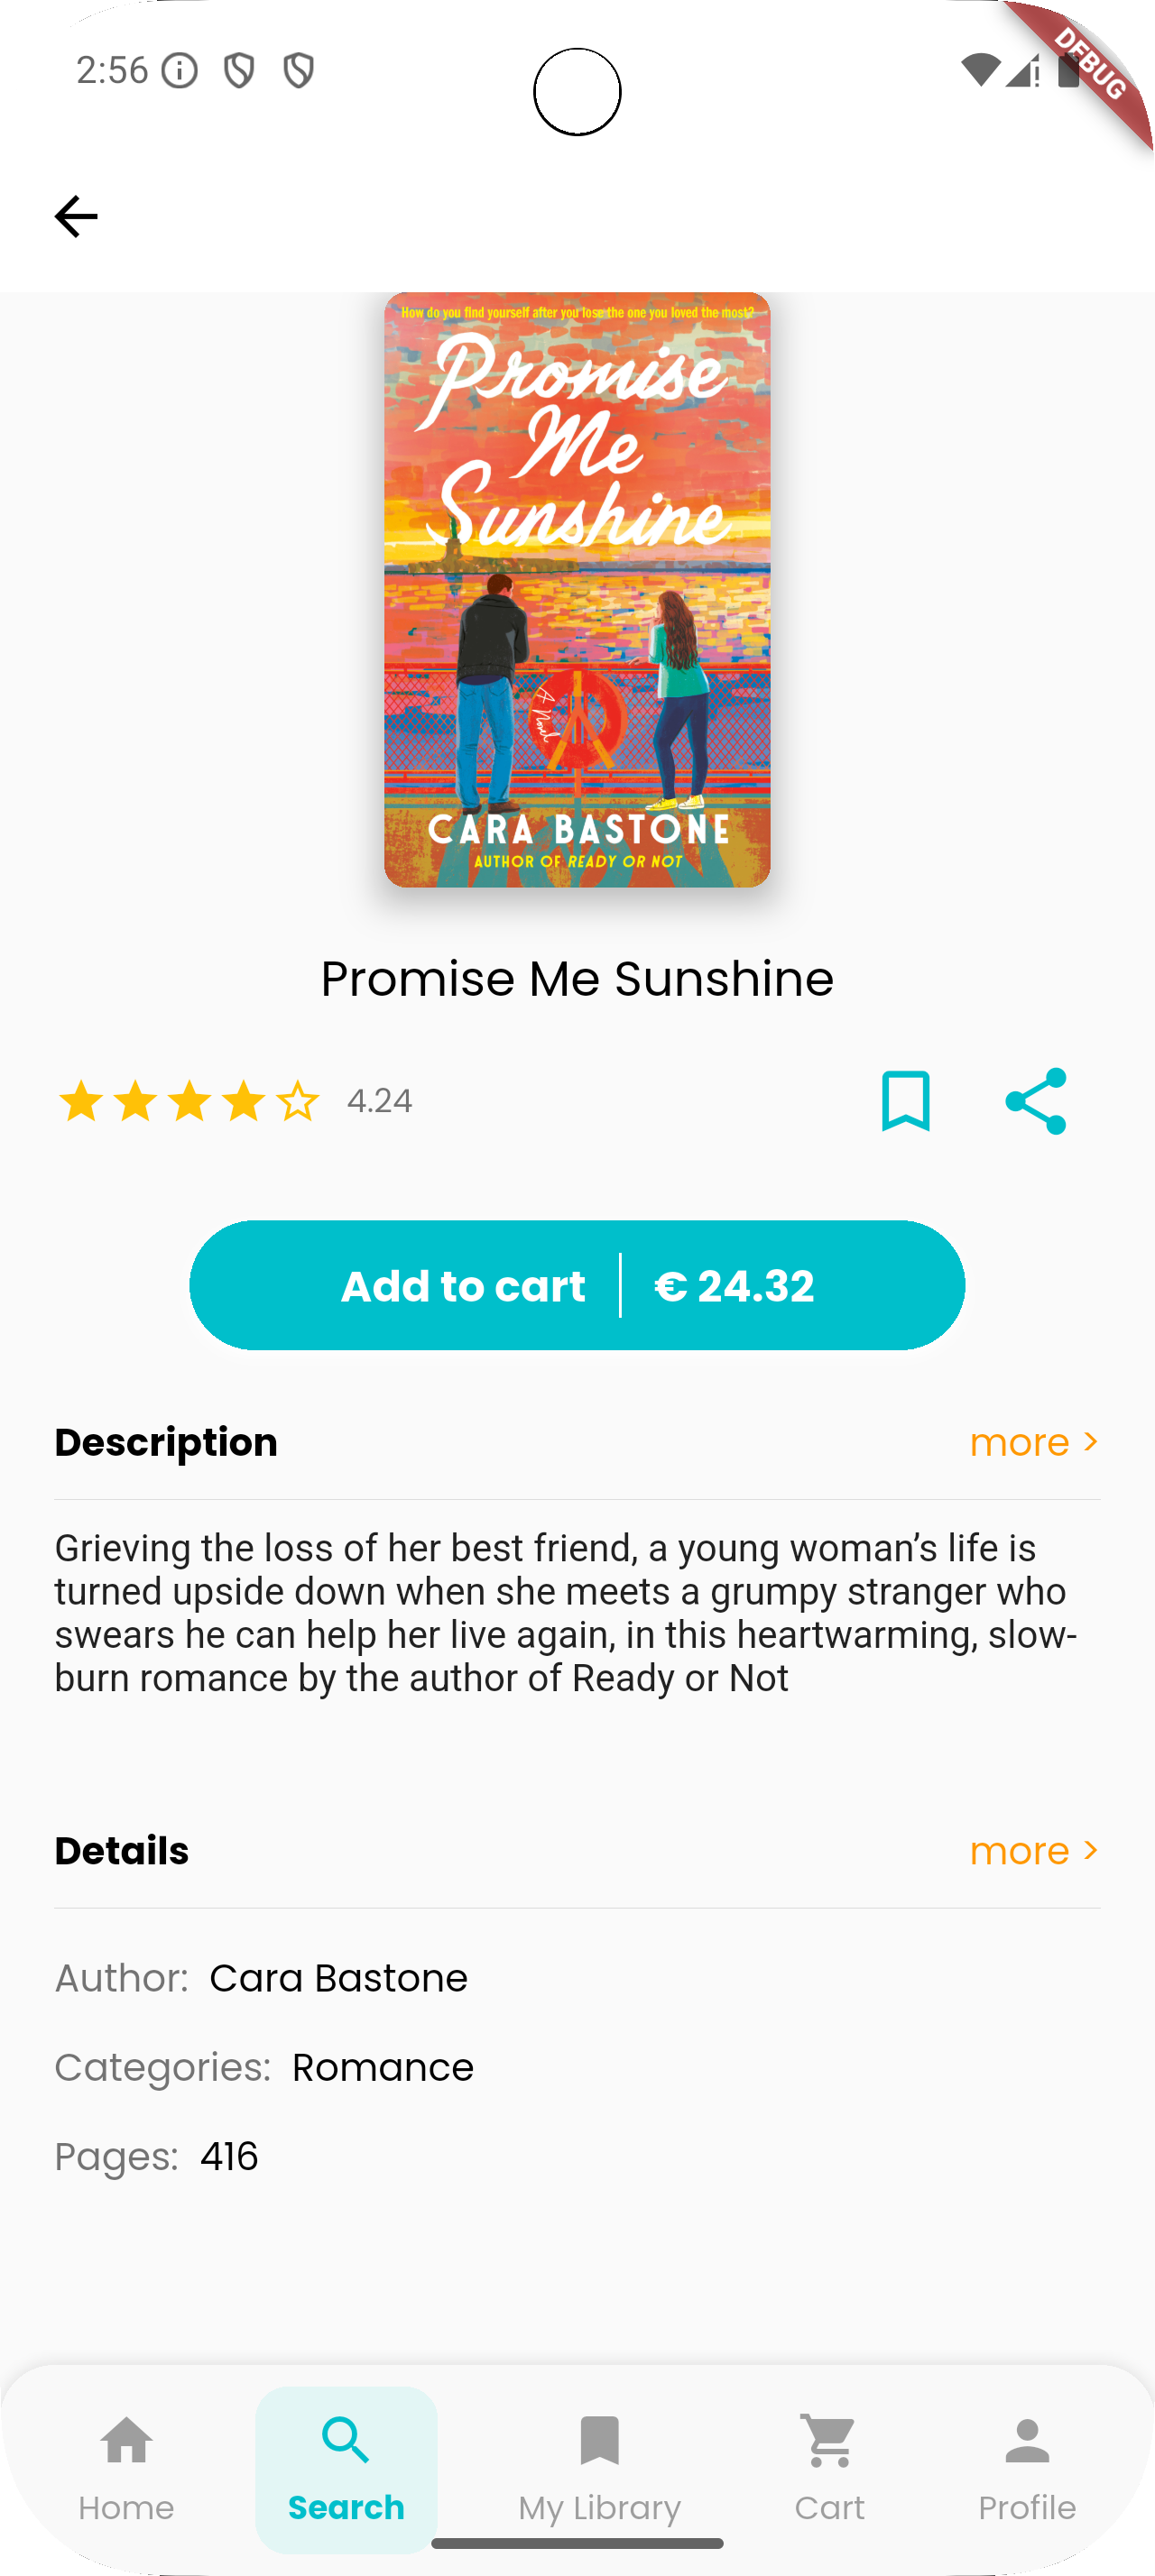 2:56
DEBUG
How do you find yourself after you lose the one you loved the most?
Promise
Me
Sunshine
A Novel
CARA BASTONE
AUTHOR OF READY OR NOT
Promise Me Sunshine
4.24
Add to cart
€ 24.32
Description
more >
Grieving the loss of her best friend, a young woman’s life is
turned upside down when she meets a grumpy stranger who
swears he can help her live again, in this heartwarming, slow-
burn romance by the author of Ready or Not
Details
more >
Author: Cara Bastone
Categories: Romance
Pages: 416
Home
Search
My Library
Cart
Profile